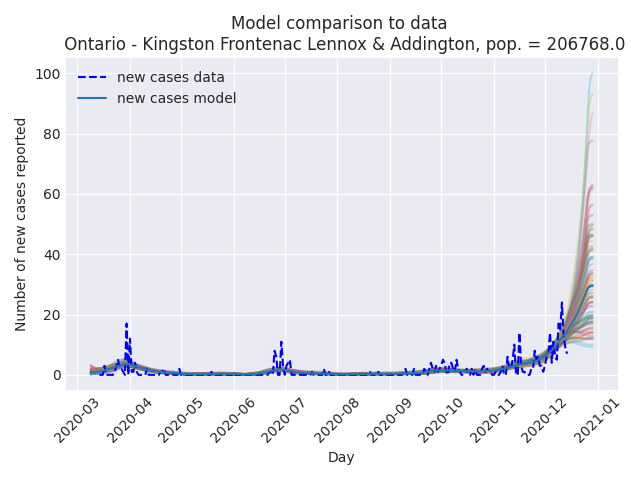 Model comparison to data
Ontario - Kingston Frontenac Lennox & Addington, pop. = 206768.0
new cases data
new cases model
Number of new cases reported
100
80
60
40
20
0
2020-03
2020-04
2020-05
2020-06
2020-07
2020-08
2020-09
2020-10
2020-11
2020-12
2021-01
Day